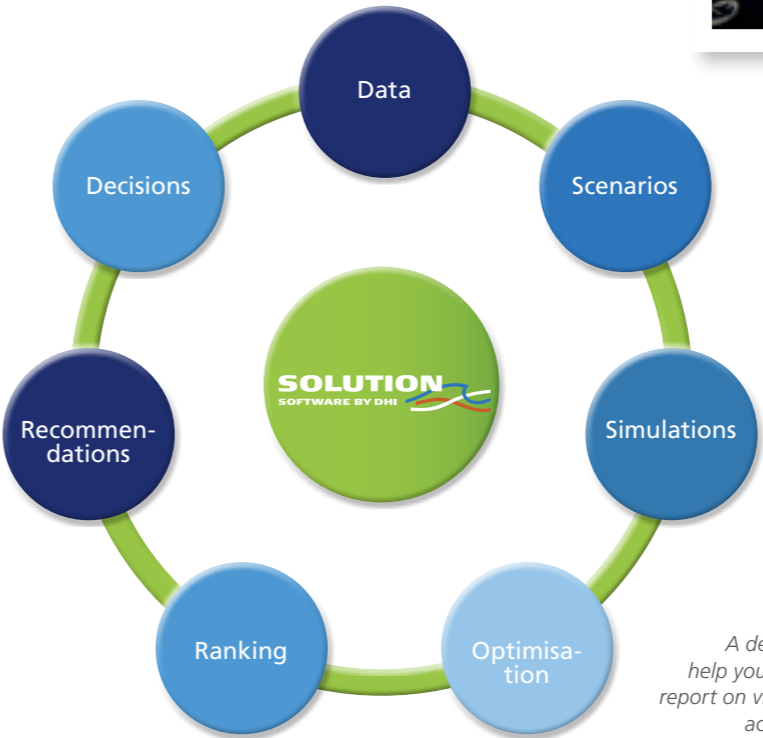 Data
Decisions
Scenarios
SOLUTION
SOFTWARE BY DHI
Recommen-
dations
Simulations
Ranking
Optimisa-
tion
A de
help you
report on v
ac